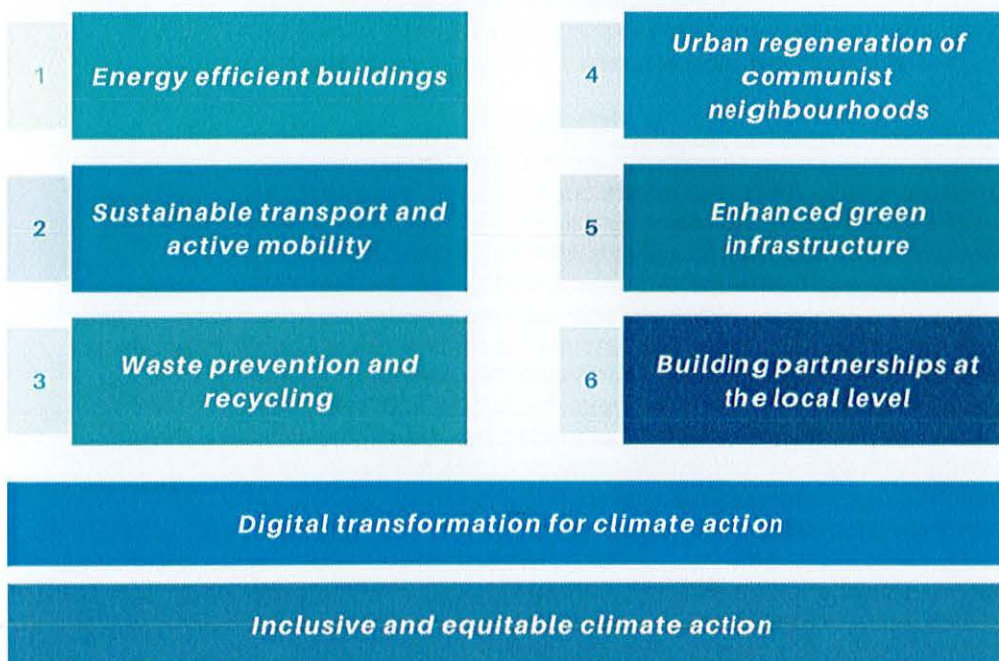 1
Energy efficient buildings
2
Sustainable transport and
active mobility
3
Waste prevention and
recycling
4
Urban regeneration of
communist
neighbourhoods
5
Enhanced green
infrastructure
6
Building partnerships at
the local level
Digital transformation for climate action
Inclusive and equitable climate action